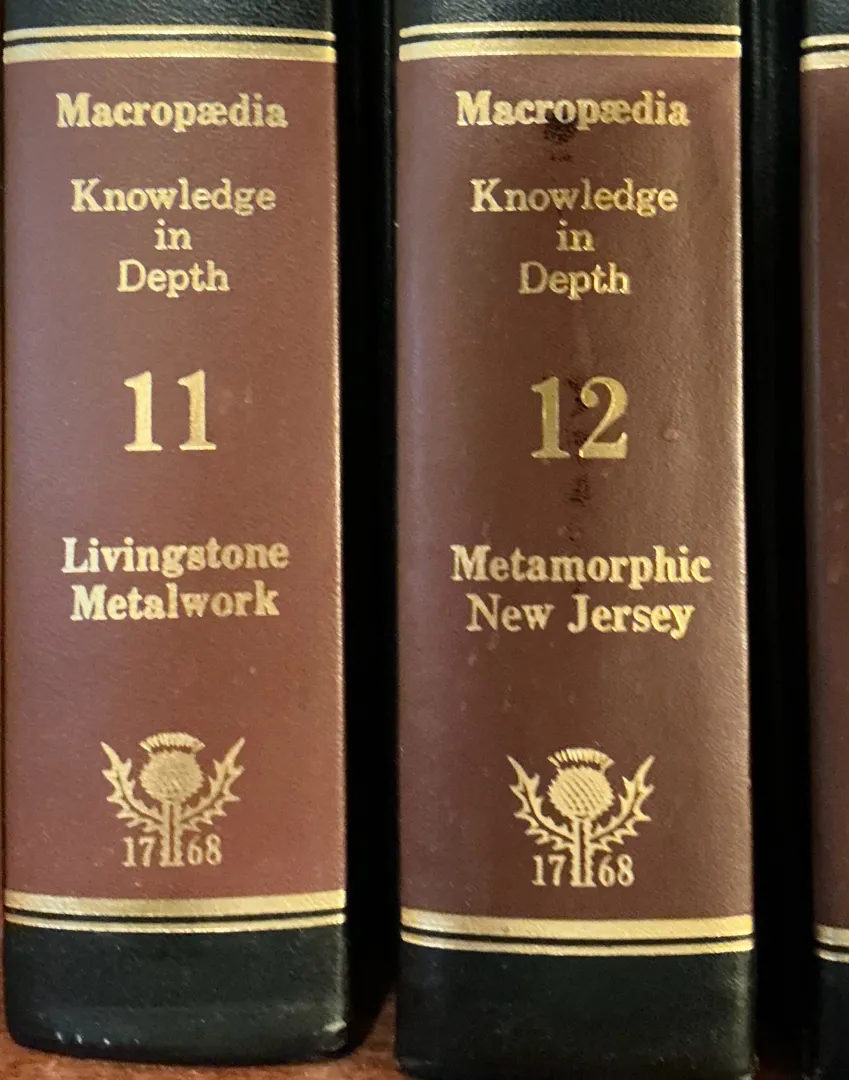 Macropædia
Knowledge
in
Depth
11
Livingstone
Metalwork
1768
Macropædia
Knowledge
in
Depth
12
Metamorphic
New Jersey
1768